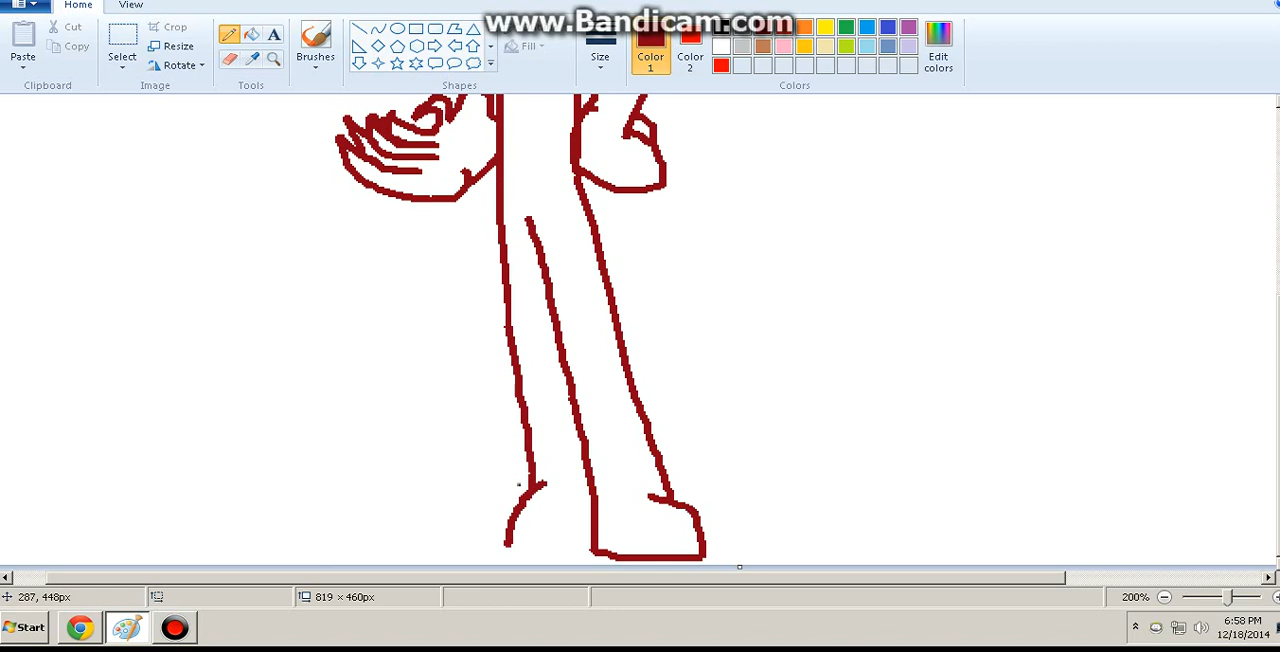 Home View
www.Bandicam.com
Cut
Copy
Paste
Crop
Resize
Rotate
Select
Brushes
Fill
Size
Color 1
Color 2
Edit colors
Clipboard
Image
Tools
Shapes
Colors
287, 448px
819 × 460px
200%
Start
6:58 PM
12/18/2014